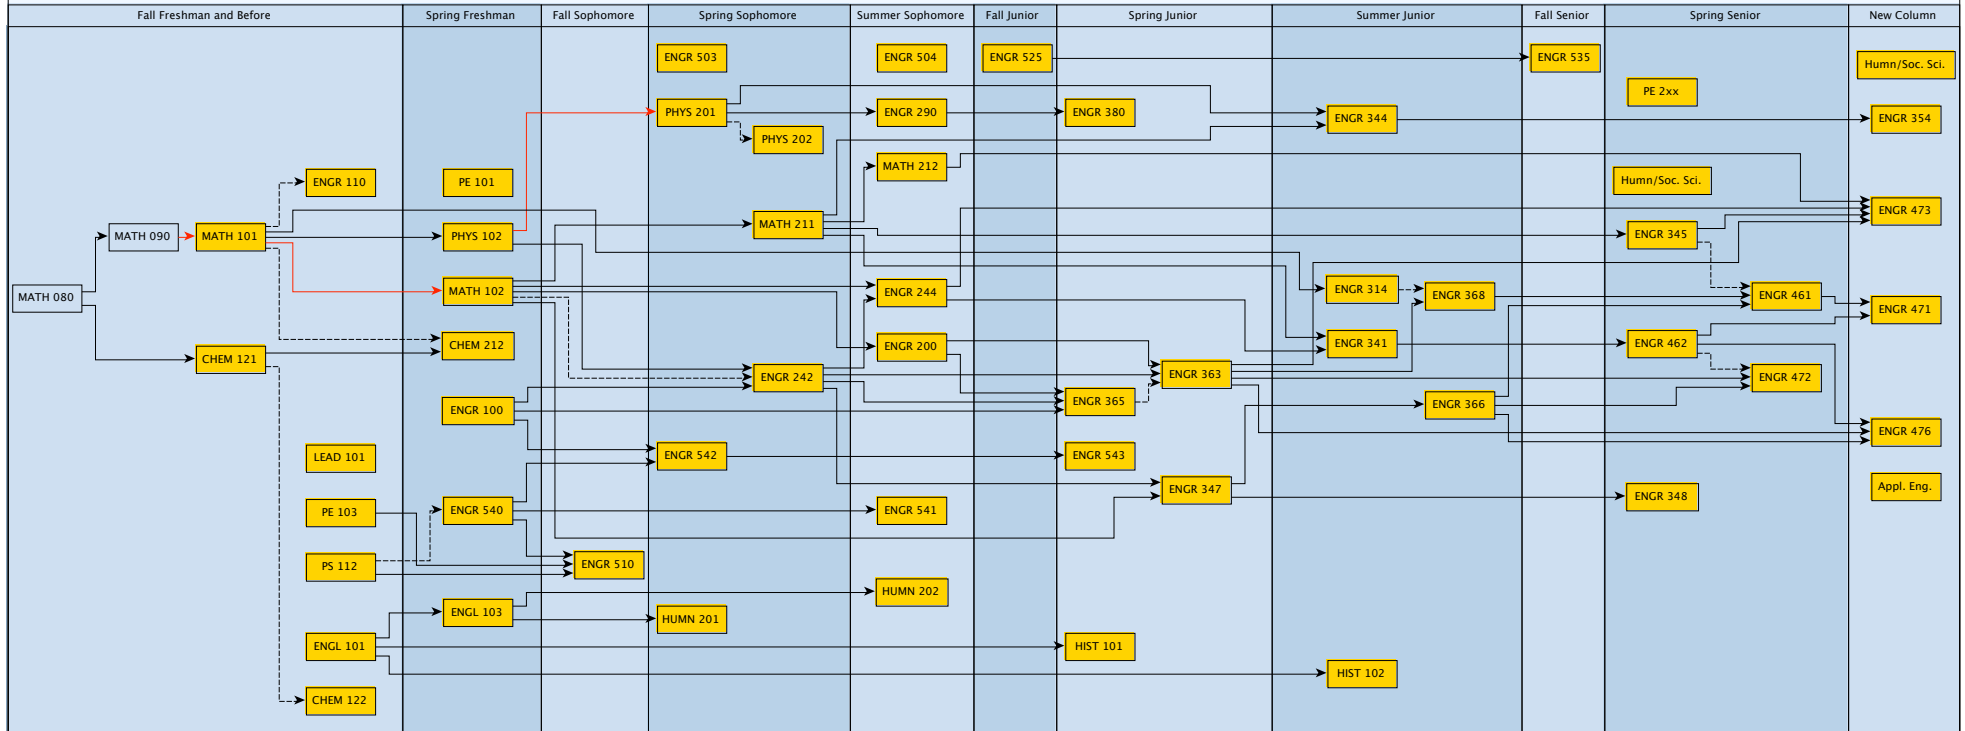 Fall Freshman and Before
Spring Freshman
Fall Sophomore
Spring Sophomore
Summer Sophomore
Fall Junior
Spring Junior
Summer Junior
Fall Senior
Spring Senior
New Column
MATH 080
MATH 090
MATH 101
CHEM 121
ENGR 110
LEAD 101
PE 103
PS 112
ENGL 101
CHEM 122
PE 101
PHYS 102
MATH 102
CHEM 212
ENGR 100
ENGR 540
ENGL 103
ENGR 510
ENGR 503
PHYS 201
PHYS 202
MATH 211
ENGR 242
ENGR 542
HUMN 201
ENGR 504
ENGR 290
MATH 212
ENGR 244
ENGR 200
ENGR 541
HUMN 202
ENGR 525
ENGR 380
ENGR 363
ENGR 365
ENGR 543
ENGR 347
HIST 101
ENGR 344
ENGR 314
ENGR 368
ENGR 341
ENGR 366
HIST 102
ENGR 535
PE 2xx
Humn/Soc. Sci.
ENGR 345
ENGR 461
ENGR 462
ENGR 472
ENGR 348
Humn/Soc. Sci.
ENGR 354
ENGR 473
ENGR 471
ENGR 476
Appl. Eng.